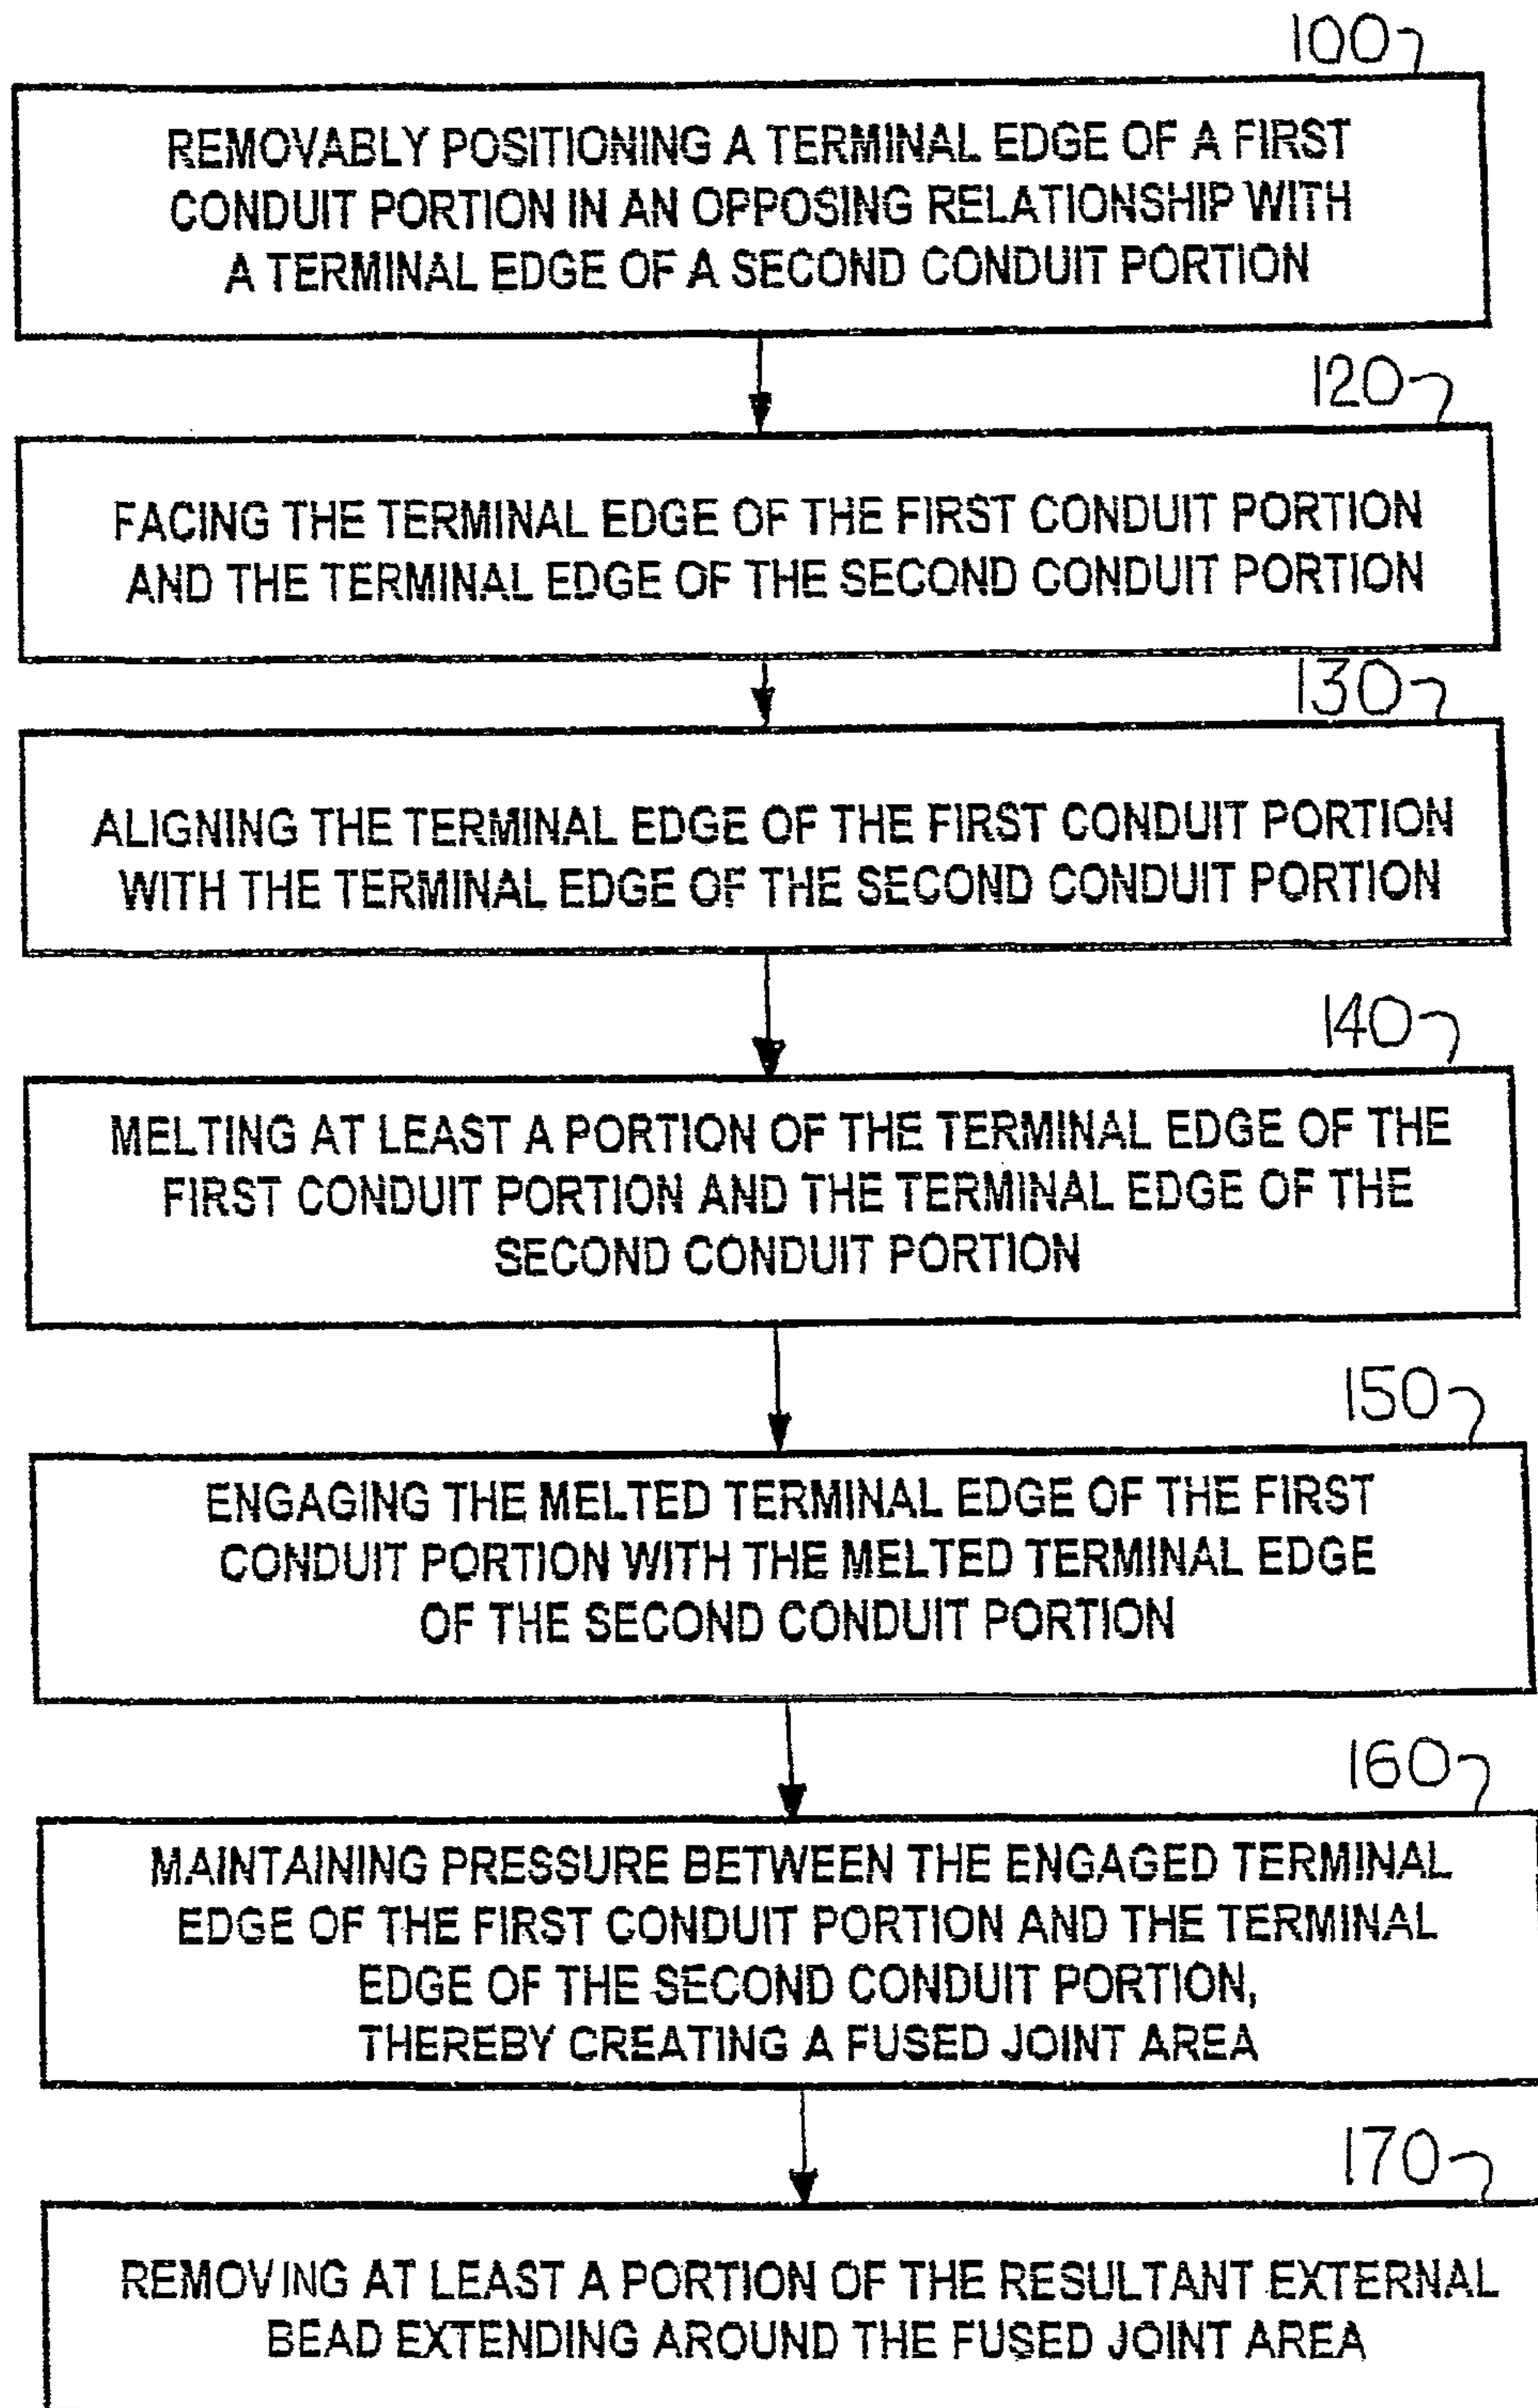 100
REMOVABLY POSITIONING A TERMINAL EDGE OF A FIRST
CONDUIT PORTION IN AN OPPOSING RELATIONSHIP WITH
A TERMINAL EDGE OF A SECOND CONDUIT PORTION
120
FACING THE TERMINAL EDGE OF THE FIRST CONDUIT PORTION
AND THE TERMINAL EDGE OF THE SECOND CONDUIT PORTION
130
ALIGNING THE TERMINAL EDGE OF THE FIRST CONDUIT PORTION
WITH THE TERMINAL EDGE OF THE SECOND CONDUIT PORTION
140
MELTING AT LEAST A PORTION OF THE TERMINAL EDGE OF THE
FIRST CONDUIT PORTION AND THE TERMINAL EDGE OF THE
SECOND CONDUIT PORTION
150
ENGAGING THE MELTED TERMINAL EDGE OF THE FIRST
CONDUIT PORTION WITH THE MELTED TERMINAL EDGE
OF THE SECOND CONDUIT PORTION
160
MAINTAINING PRESSURE BETWEEN THE ENGAGED TERMINAL
EDGE OF THE FIRST CONDUIT PORTION AND THE TERMINAL
EDGE OF THE SECOND CONDUIT PORTION,
THEREBY CREATING A FUSED JOINT AREA
170
REMOVING AT LEAST A PORTION OF THE RESULTANT EXTERNAL
BEAD EXTENDING AROUND THE FUSED JOINT AREA